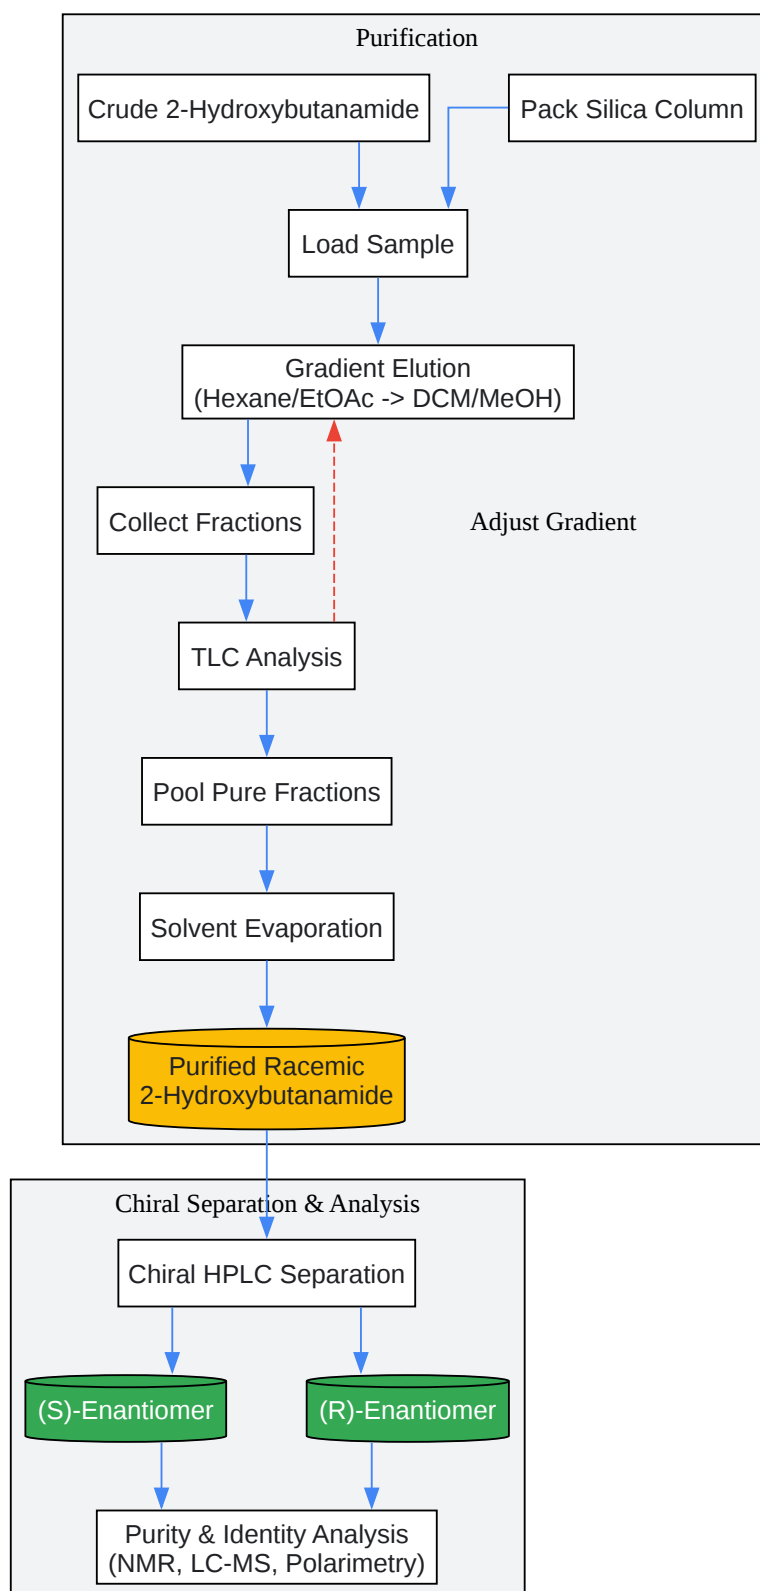 Purification
Crude 2-Hydroxybutanamide
Pack Silica Column
Load Sample
Gradient Elution
(Hexane/EtOAc -> DCM/MeOH)
Collect Fractions
Adjust Gradient
TLC Analysis
Pool Pure Fractions
Solvent Evaporation
Purified Racemic
2-Hydroxybutanamide
Chiral Separation & Analysis
Chiral HPLC Separation
(S)-Enantiomer
(R)-Enantiomer
Purity & Identity Analysis
(NMR, LC-MS, Polarimetry)